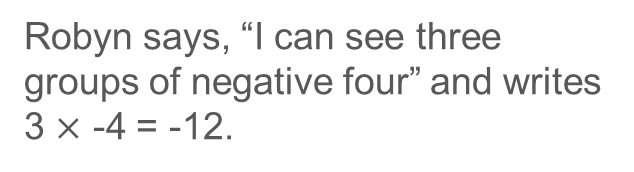 Robyn says, “I can see three
groups of negative four” and writes
3 × -4 = -12.